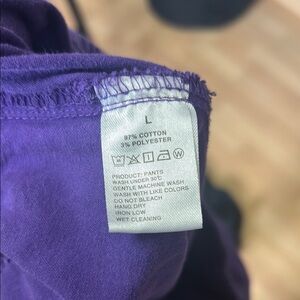 L
97% COTTON
3% POLYESTER
W
PRODUCT: PANTS
WASH UNDER 30°C
GENTLE MACHINE WASH
WASH WITH LIKE COLORS
DO NOT BLEACH
HANG DRY
IRON LOW
WET CLEANING